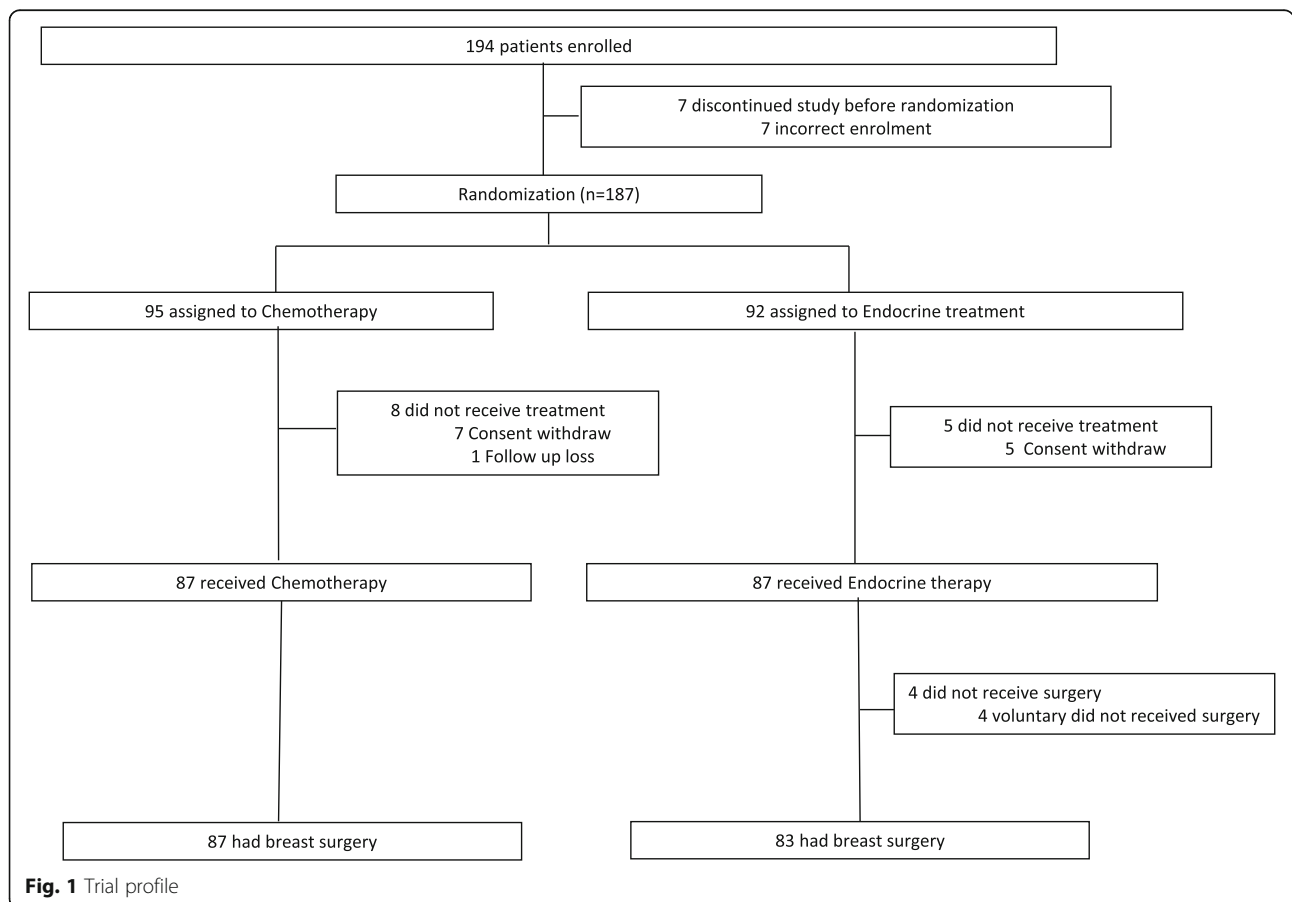 194 patients enrolled
7 discontinued study before randomization
7 incorrect enrolment
Randomization (n=187)
95 assigned to Chemotherapy
92 assigned to Endocrine treatment
8 did not receive treatment
7 Consent withdraw
1 Follow up loss
5 did not receive treatment
5 Consent withdraw
87 received Chemotherapy
87 received Endocrine therapy
4 did not receive surgery
4 voluntary did not received surgery
87 had breast surgery
83 had breast surgery
Fig. 1 Trial profile